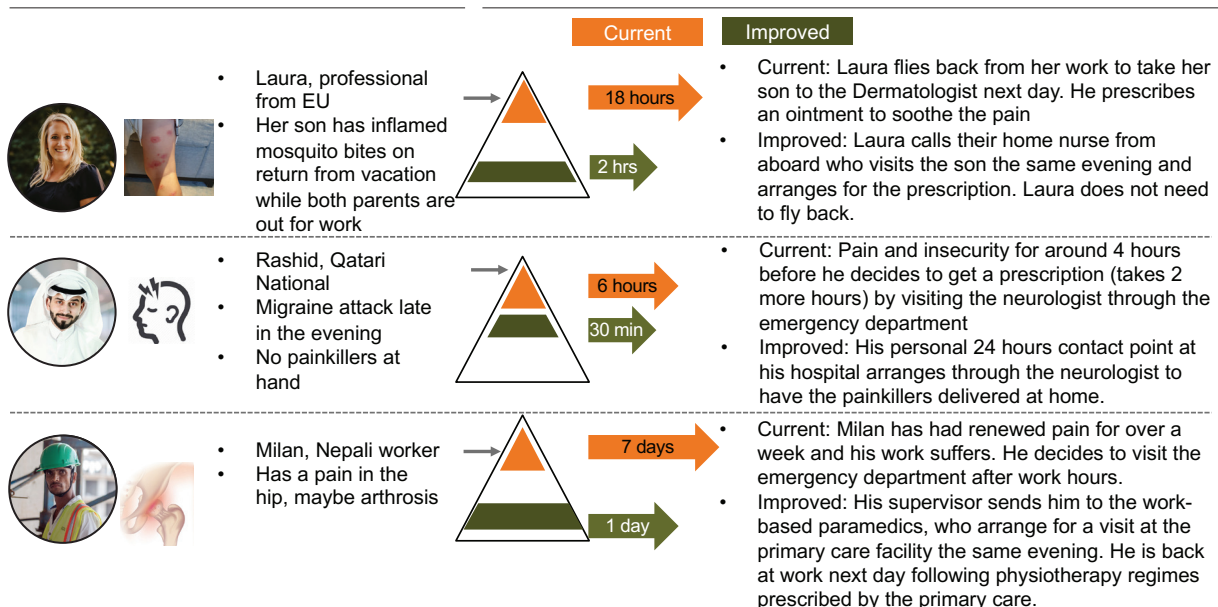 Current
Improved
• Laura, professional
from EU
• Her son has inflamed
mosquito bites on
return from vacation
while both parents are
out for work
18 hours
2 hrs
• Current: Laura flies back from her work to take her
son to the Dermatologist next day. He prescribes
an ointment to soothe the pain
• Improved: Laura calls their home nurse from
aboard who visits the son the same evening and
arranges for the prescription. Laura does not need
to fly back.
• Rashid, Qatari
National
• Migraine attack late
in the evening
• No painkillers at
hand
6 hours
30 min
• Current: Pain and insecurity for around 4 hours
before he decides to get a prescription (takes 2
more hours) by visiting the neurologist through the
emergency department
• Improved: His personal 24 hours contact point at
his hospital arranges through the neurologist to
have the painkillers delivered at home.
• Milan, Nepali worker
• Has a pain in the
hip, maybe arthrosis
7 days
1 day
• Current: Milan has had renewed pain for over a
week and his work suffers. He decides to visit the
emergency department after work hours.
• Improved: His supervisor sends him to the work-
based paramedics, who arrange for a visit at the
primary care facility the same evening. He is back
at work next day following physiotherapy regimes
prescribed by the primary care.